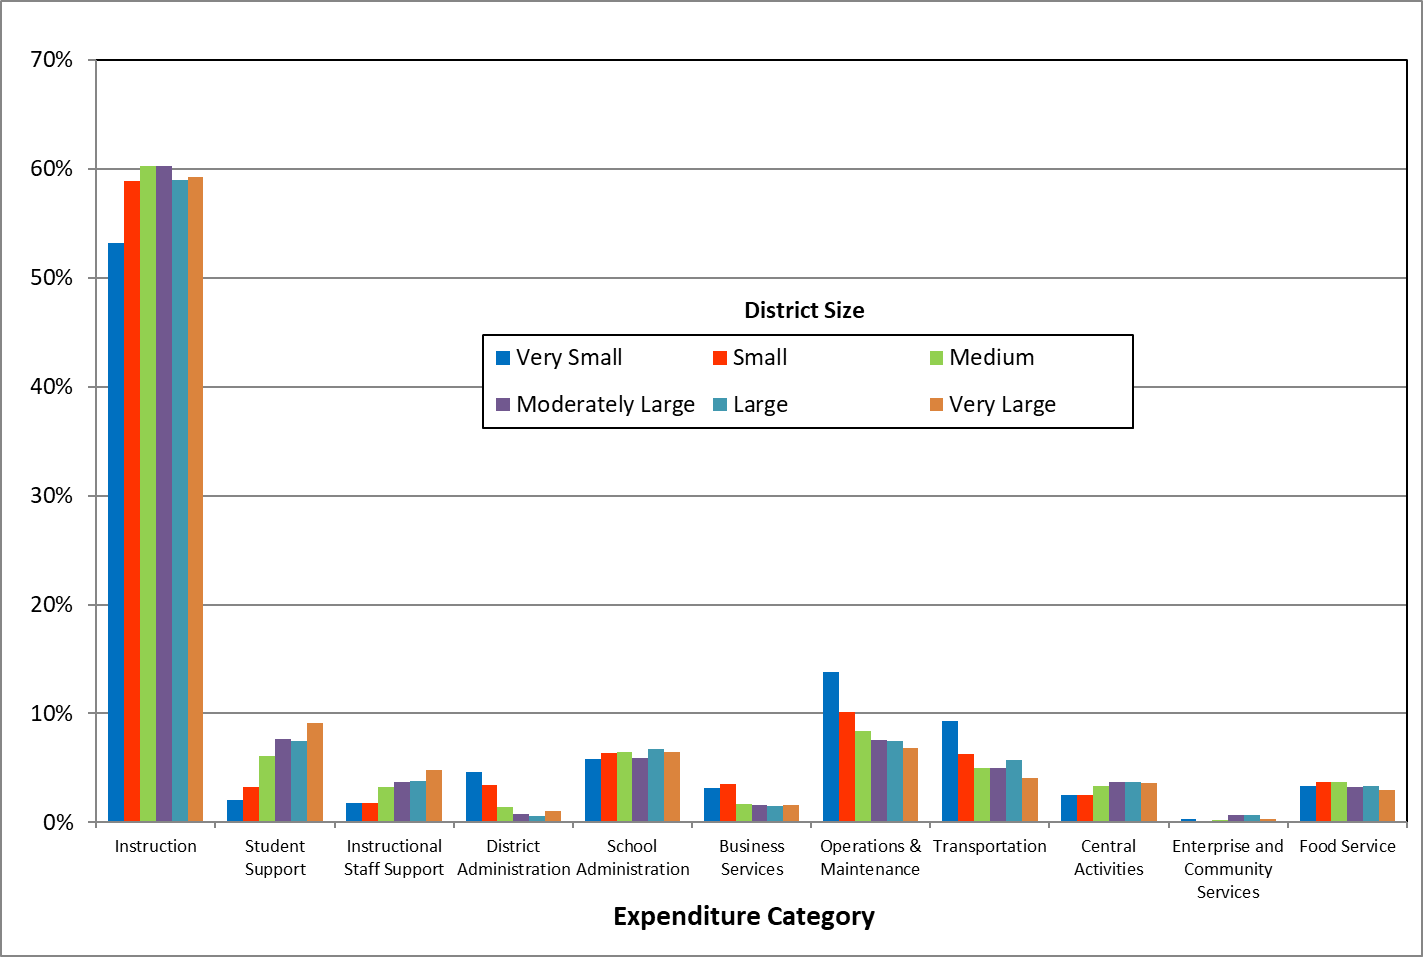 70%
60%
50%
40%
30%
20%
10%
0%
District Size
Very Small Small Medium
Moderately Large Large Very Large
Instruction Student Instructional District School Business Operations & Transportation Central Enterprise and Food Service
Support Staff Support Administration Administration Services Maintenance Activities Community
Services
Expenditure Category